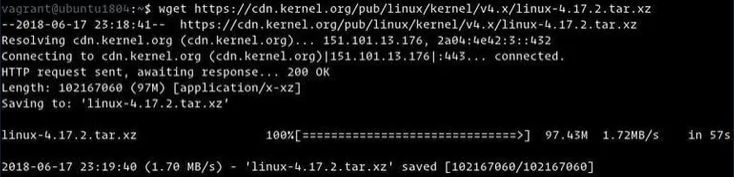 vagrant@ubuntu1804:~$ wget https://cdn.kernel.org/pub/linux/kernel/v4.x/linux-4.17.2.tar.xz
--2018-06-17 23:18:41--  https://cdn.kernel.org/pub/linux/kernel/v4.x/linux-4.17.2.tar.xz
Resolving cdn.kernel.org (cdn.kernel.org)... 151.101.13.176, 2a04:4e42:3::432
Connecting to cdn.kernel.org (cdn.kernel.org)|151.101.13.176|:443... connected.
HTTP request sent, awaiting response... 200 OK
Length: 102167060 (97M) [application/x-xz]
Saving to: 'linux-4.17.2.tar.xz'
linux-4.17.2.tar.xz 100%[==============================>] 97.43M 1.72MB/s in 57s
2018-06-17 23:19:40 (1.70 MB/s) - 'linux-4.17.2.tar.xz' saved [102167060/102167060]